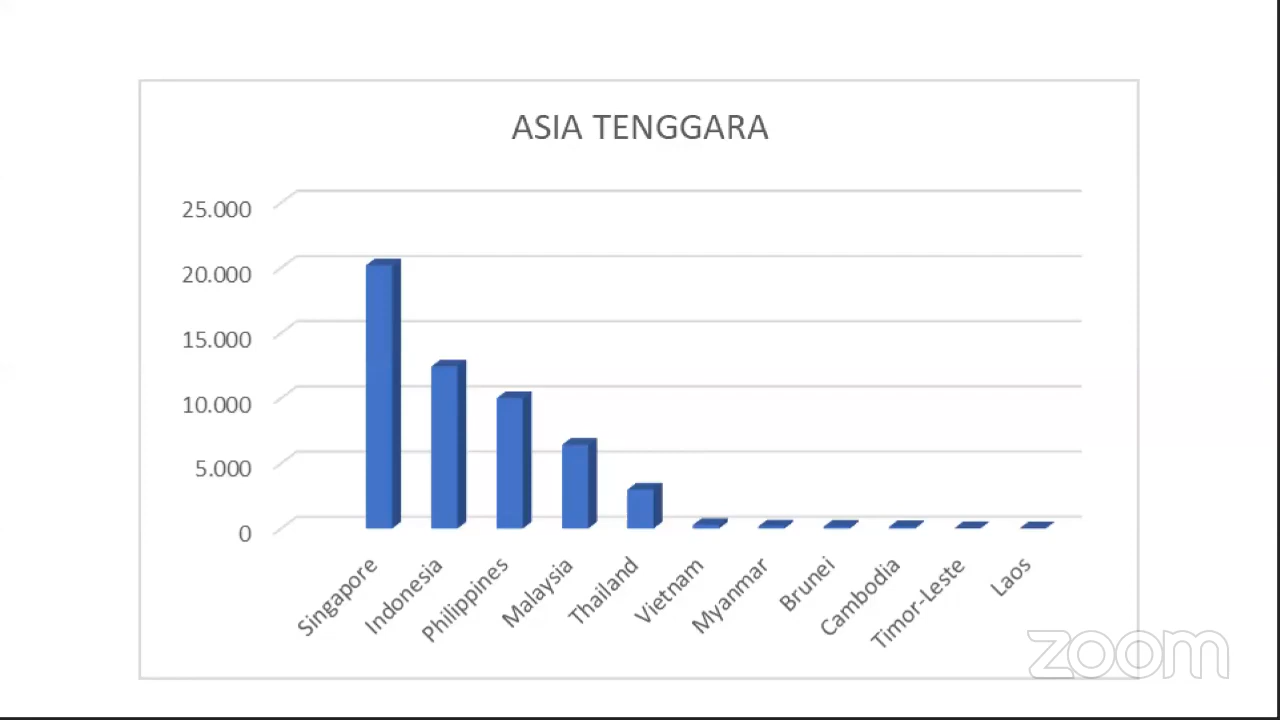 ASIA TENGGARA
25.000
20.000
15.000
10.000
5.000
0
Singapore
Indonesia
Philippines
Malaysia
Thailand
Vietnam
Myanmar
Brunei
Cambodia
Timor-Leste
Laos
zoom